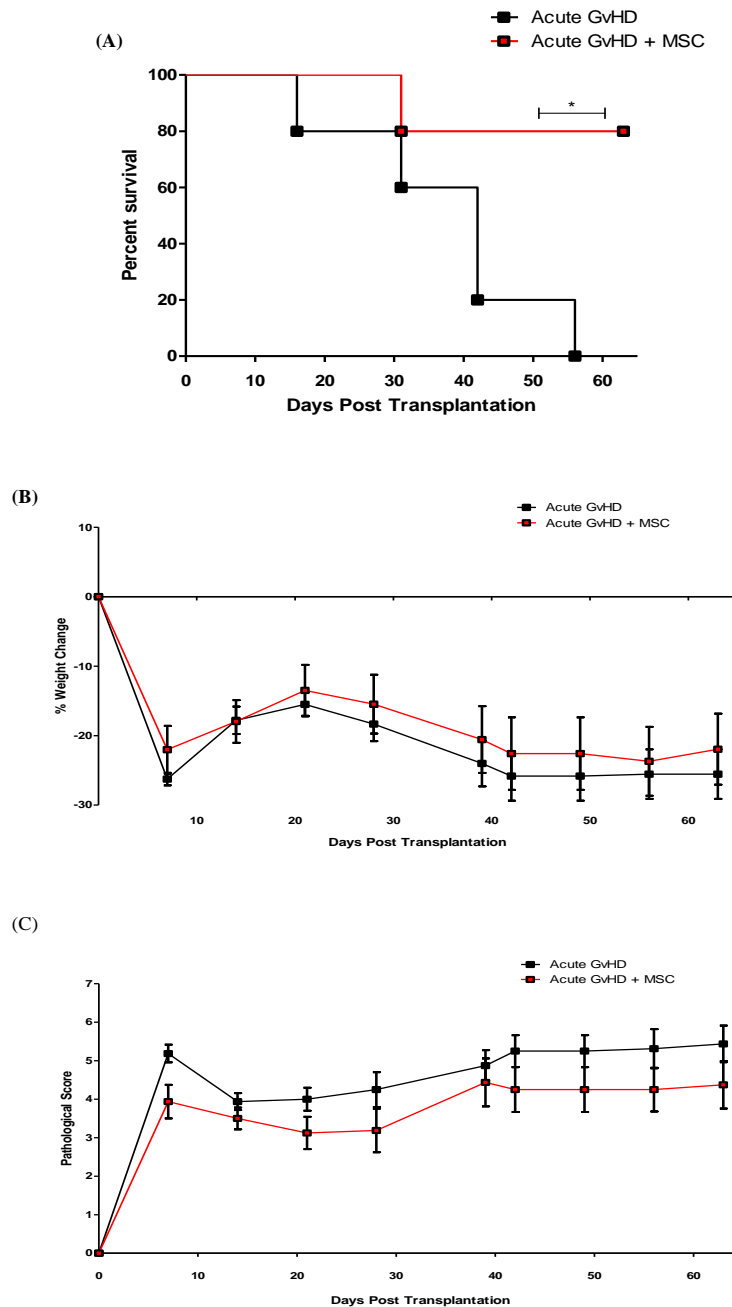 (A)
Acute GvHD
Acute GvHD + MSC
100
80
60
40
20
0
*
Percent survival
0 10 20 30 40 50 60
Days Post Transplantation
(B)
Acute GvHD
Acute GvHD + MSC
10
0
-10
-20
-30
% Weight Change
10 20 30 40 50 60
Days Post Transplantation
(C)
Acute GvHD
Acute GvHD + MSC
7
6
5
4
3
2
1
0
Pathological Score
0 10 20 30 40 50 60
Days Post Transplantation